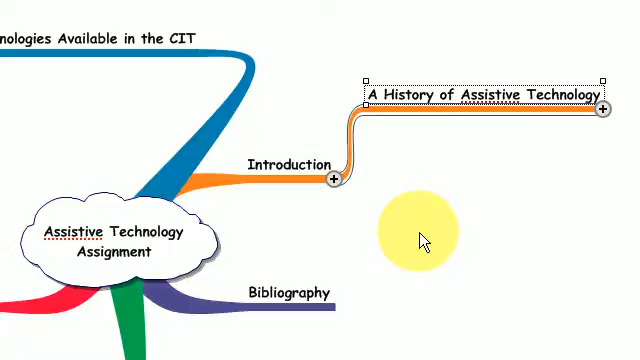 nologies Available in the CIT
A History of Assistive Technology
Introduction
Assistive Technology
Assignment
Bibliography